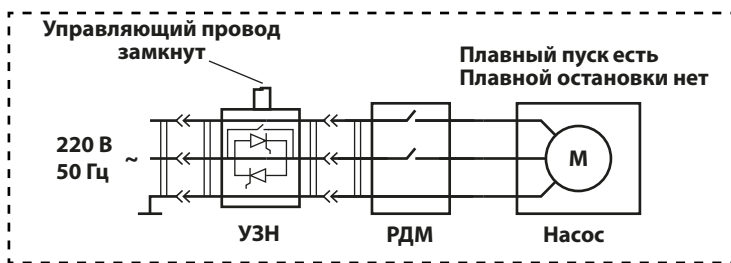 Управляющий провод
замкнут
Плавный пуск есть
Плавной остановки нет
220 В
50 Гц
~
М
УЗН
РДМ
Насос